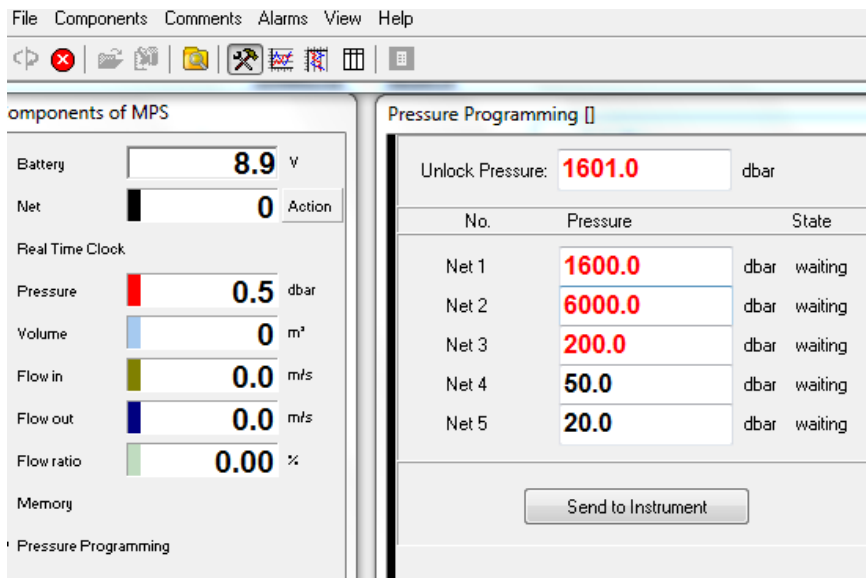 File Components Comments Alarms View Help
omponents of MPS
Battery 8.9 V
Net 0 Action
Real Time Clock
Pressure 0.5 dbar
Volume 0 m³
Flow in 0.0 m/s
Flow out 0.0 m/s
Flow ratio 0.00 %
Memory
Pressure Programming
Pressure Programming []
Unlock Pressure: 1601.0 dbar
No. Pressure State
Net 1 1600.0 dbar waiting
Net 2 6000.0 dbar waiting
Net 3 200.0 dbar waiting
Net 4 50.0 dbar waiting
Net 5 20.0 dbar waiting
Send to Instrument